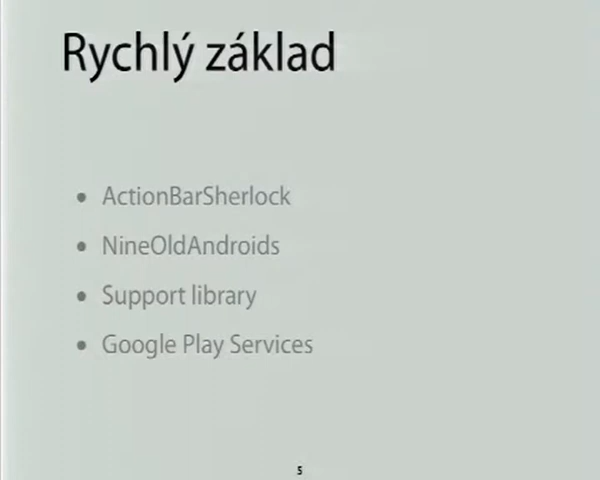 Rychlý základ
• ActionBarSherlock
• NineOldAndroids
• Support library
• Google Play Services
5